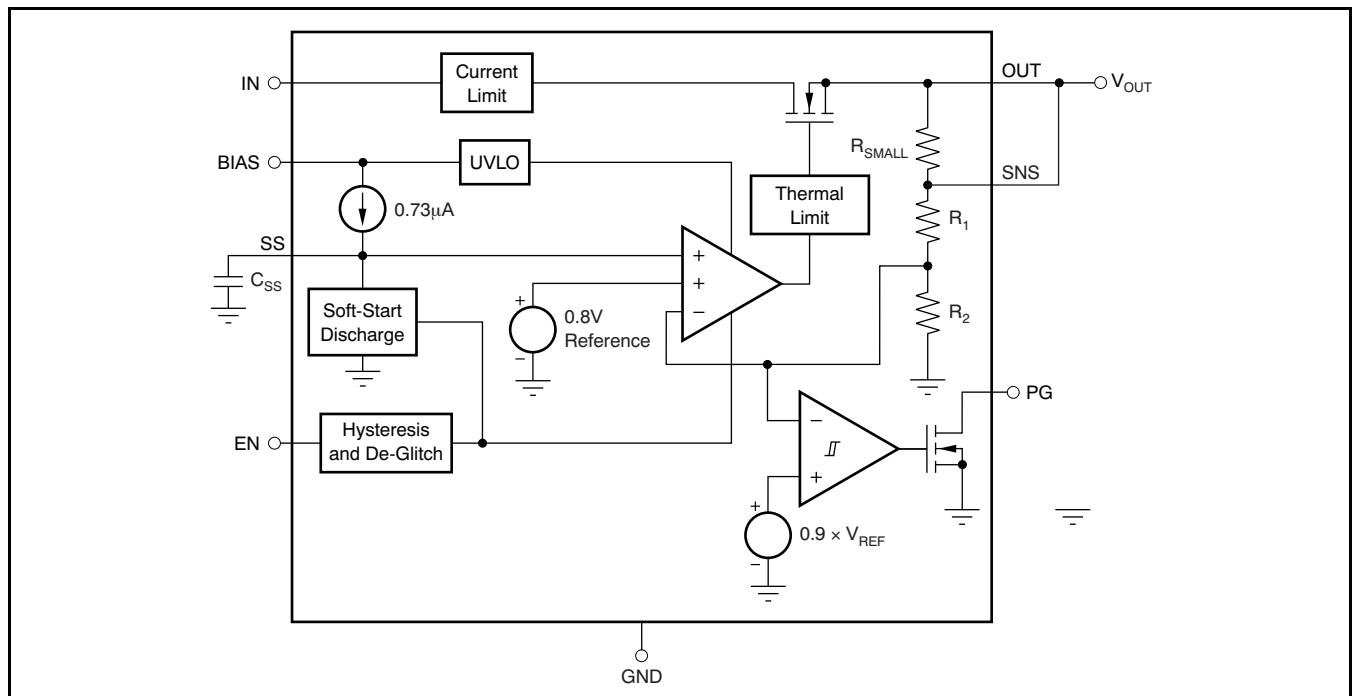 IN
Current
Limit
OUT
V_OUT
R_SMALL
BIAS
UVLO
SNS
Thermal
Limit
0.73µA
R_1
SS
+
C_SS
+
+
Soft-Start
Discharge
0.8V
Reference
−
R_2
−
PG
EN
Hysteresis
and De-Glitch
−
+
+
0.9 × V_REF
−
GND